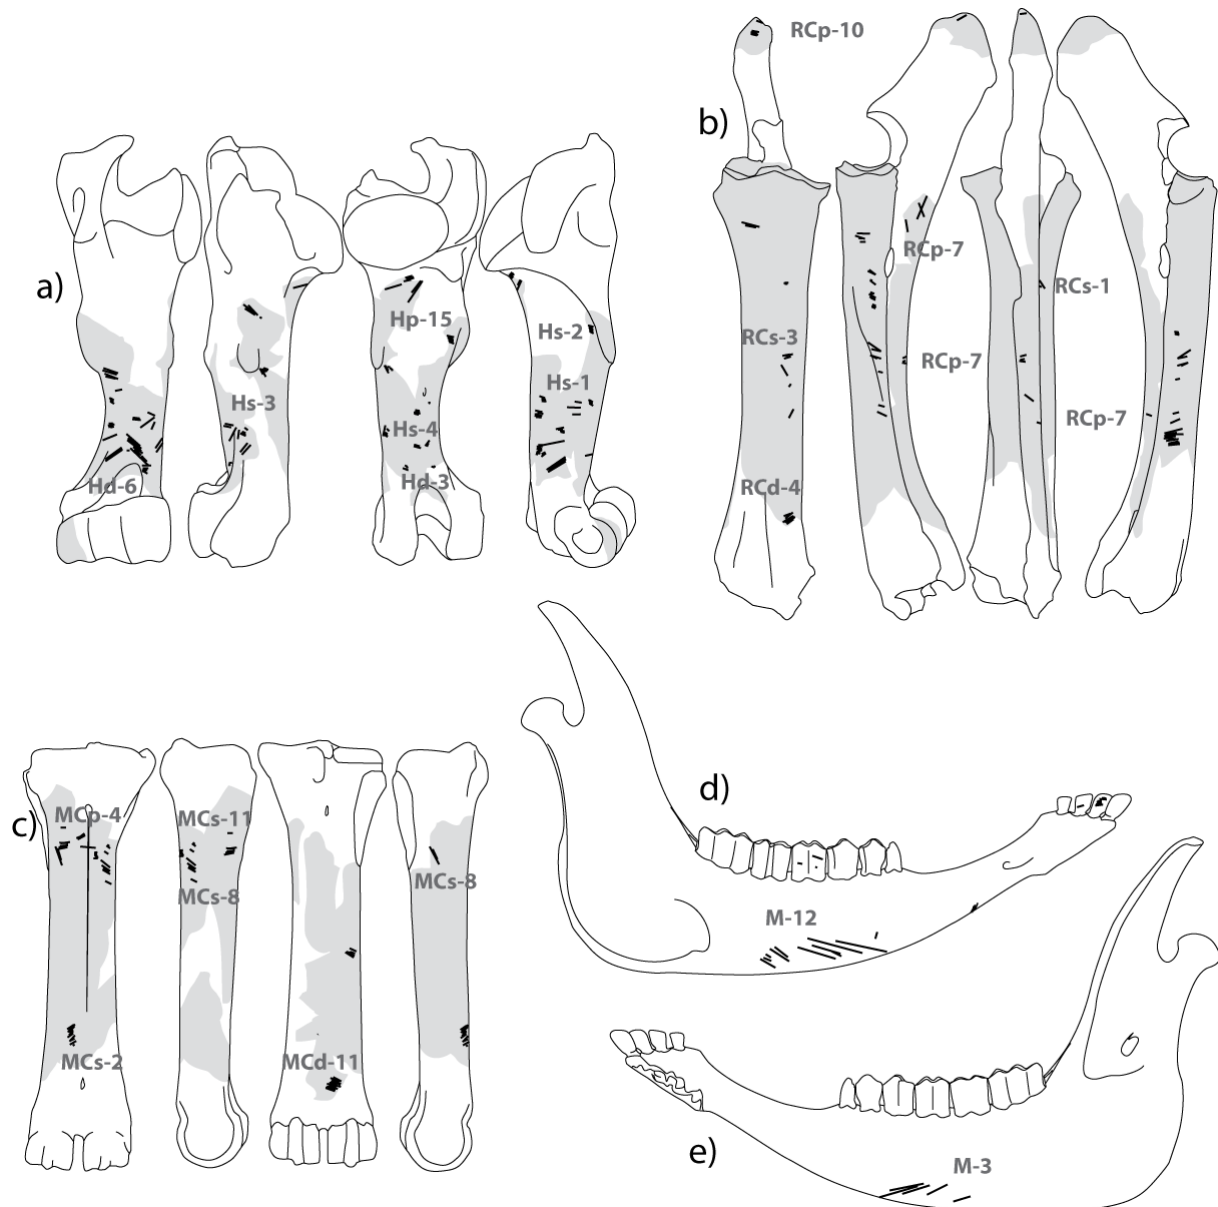 a)
Hp-15
Hs-2
Hs-1
Hs-3
Hs-4
Hd-3
Hd-6
b)
RCp-10
RCp-7
RCs-1
RCs-3
RCp-7
RCp-7
RCd-4
c)
MCp-4
MCs-11
MCs-8
MCs-8
MCs-2
MCd-11
d)
M-12
e)
M-3